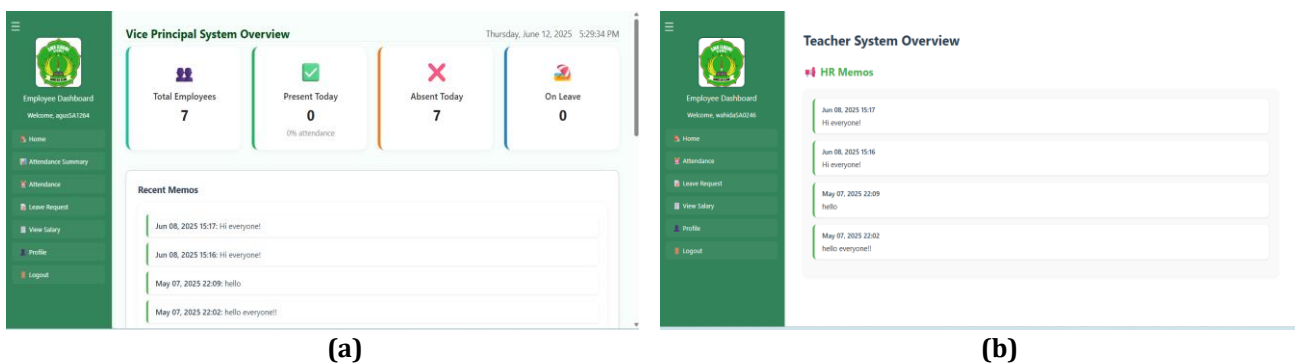 Vice Principal System Overview
Thursday, June 12, 2025 5:29:34 PM
Employee Dashboard
Welcome, agusSA1264
Home
Attendance Summary
Attendance
Leave Request
View Salary
Profile
Logout
Total Employees
7
Present Today
0
0% attendance
Absent Today
7
On Leave
0
Recent Memos
Jun 08, 2025 15:17: Hi everyone!
Jun 08, 2025 15:16: Hi everyone!
May 07, 2025 22:09: hello
May 07, 2025 22:02: hello everyone!!
(a)
Employee Dashboard
Welcome, wahidaSA0246
Home
Attendance
Leave Request
View Salary
Profile
Logout
Teacher System Overview
HR Memos
Jun 08, 2025 15:17
Hi everyone!
Jun 08, 2025 15:16
Hi everyone!
May 07, 2025 22:09
hello
May 07, 2025 22:02
hello everyone!!
(b)